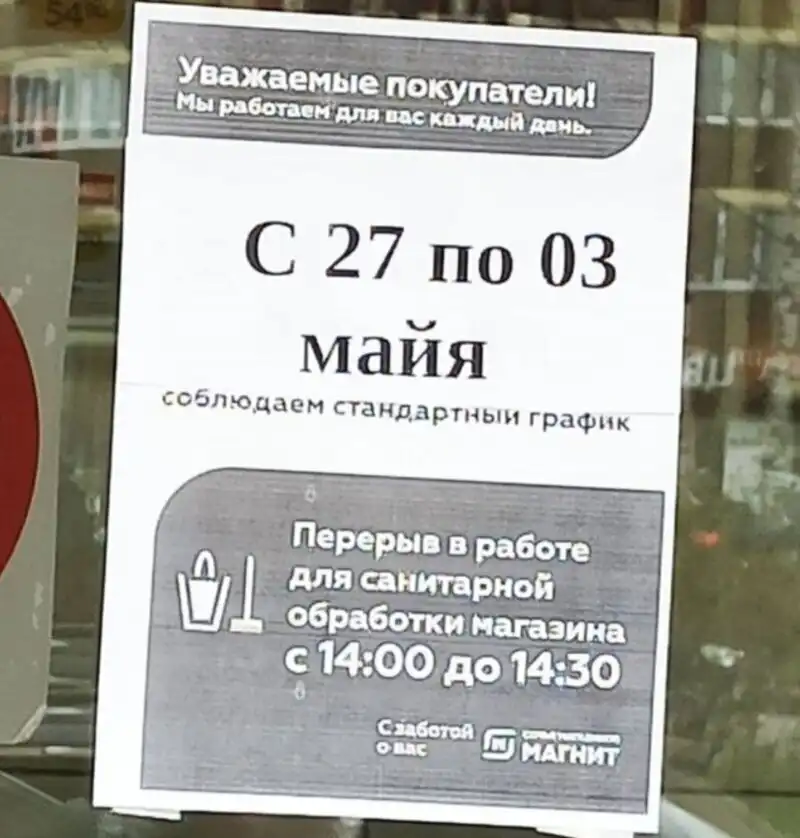 Уважаемые покупатели!
Мы работаем для вас каждый день.
С 27 по 03
майя
соблюдаем стандартный график
Перерыв в работе
для санитарной
обработки магазина
с 14:00 до 14:30
С заботой
о вас
МАГНИТ